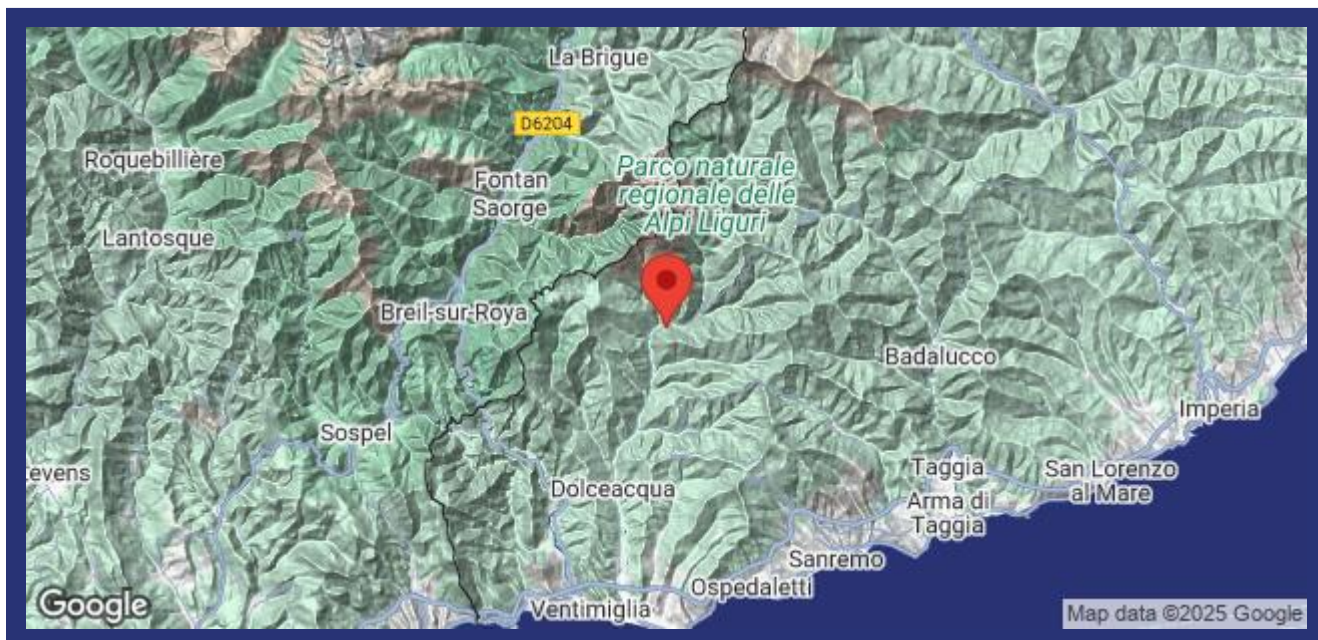 La Brigue
D6204
Roquebillière
Parco naturale
regionale delle
Alpi Liguri
Fontan
Saorge
Lantosque
Breil-sur-Roya
Badalucco
Imperia
Sospel
tevens
Taggia
San Lorenzo
al Mare
Dolceacqua
Arma di
Taggia
Sanremo
Ospedaletti
Ventimiglia
Google
Map data ©2025 Google